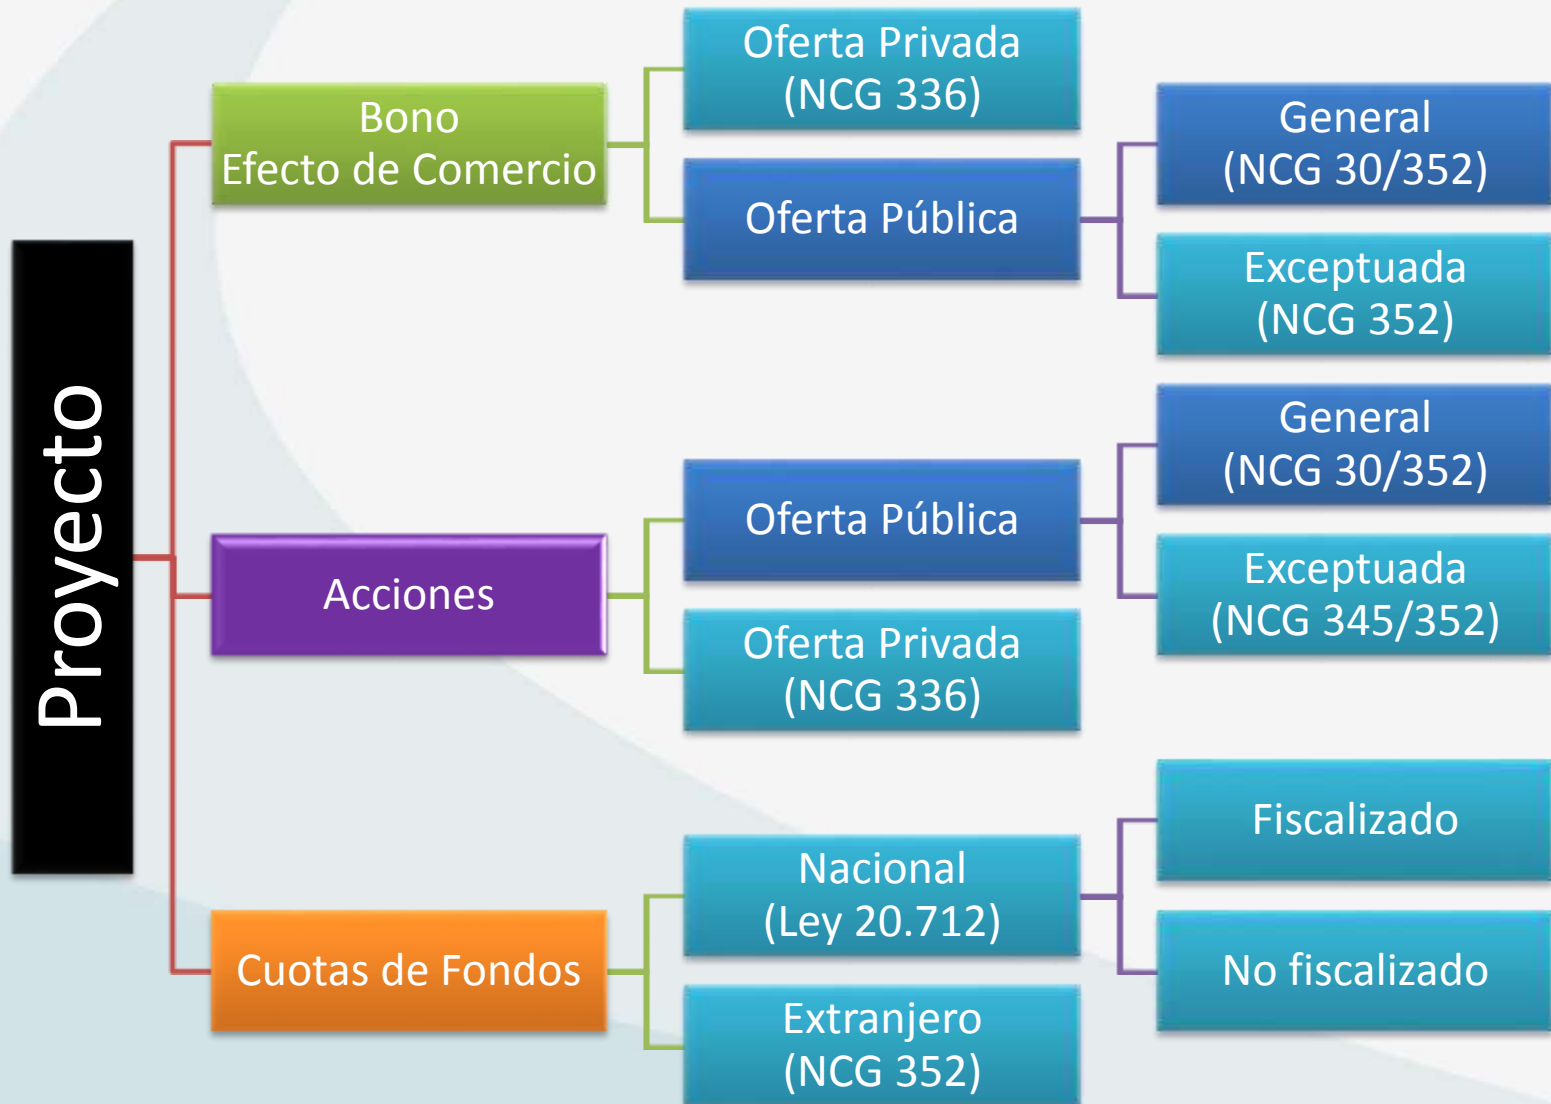 Proyecto
Bono
Efecto de Comercio
Oferta Privada
(NCG 336)
Oferta Pública
General
(NCG 30/352)
Exceptuada
(NCG 352)
Acciones
Oferta Pública
General
(NCG 30/352)
Exceptuada
(NCG 345/352)
Oferta Privada
(NCG 336)
Cuotas de Fondos
Nacional
(Ley 20.712)
Fiscalizado
No fiscalizado
Extranjero
(NCG 352)